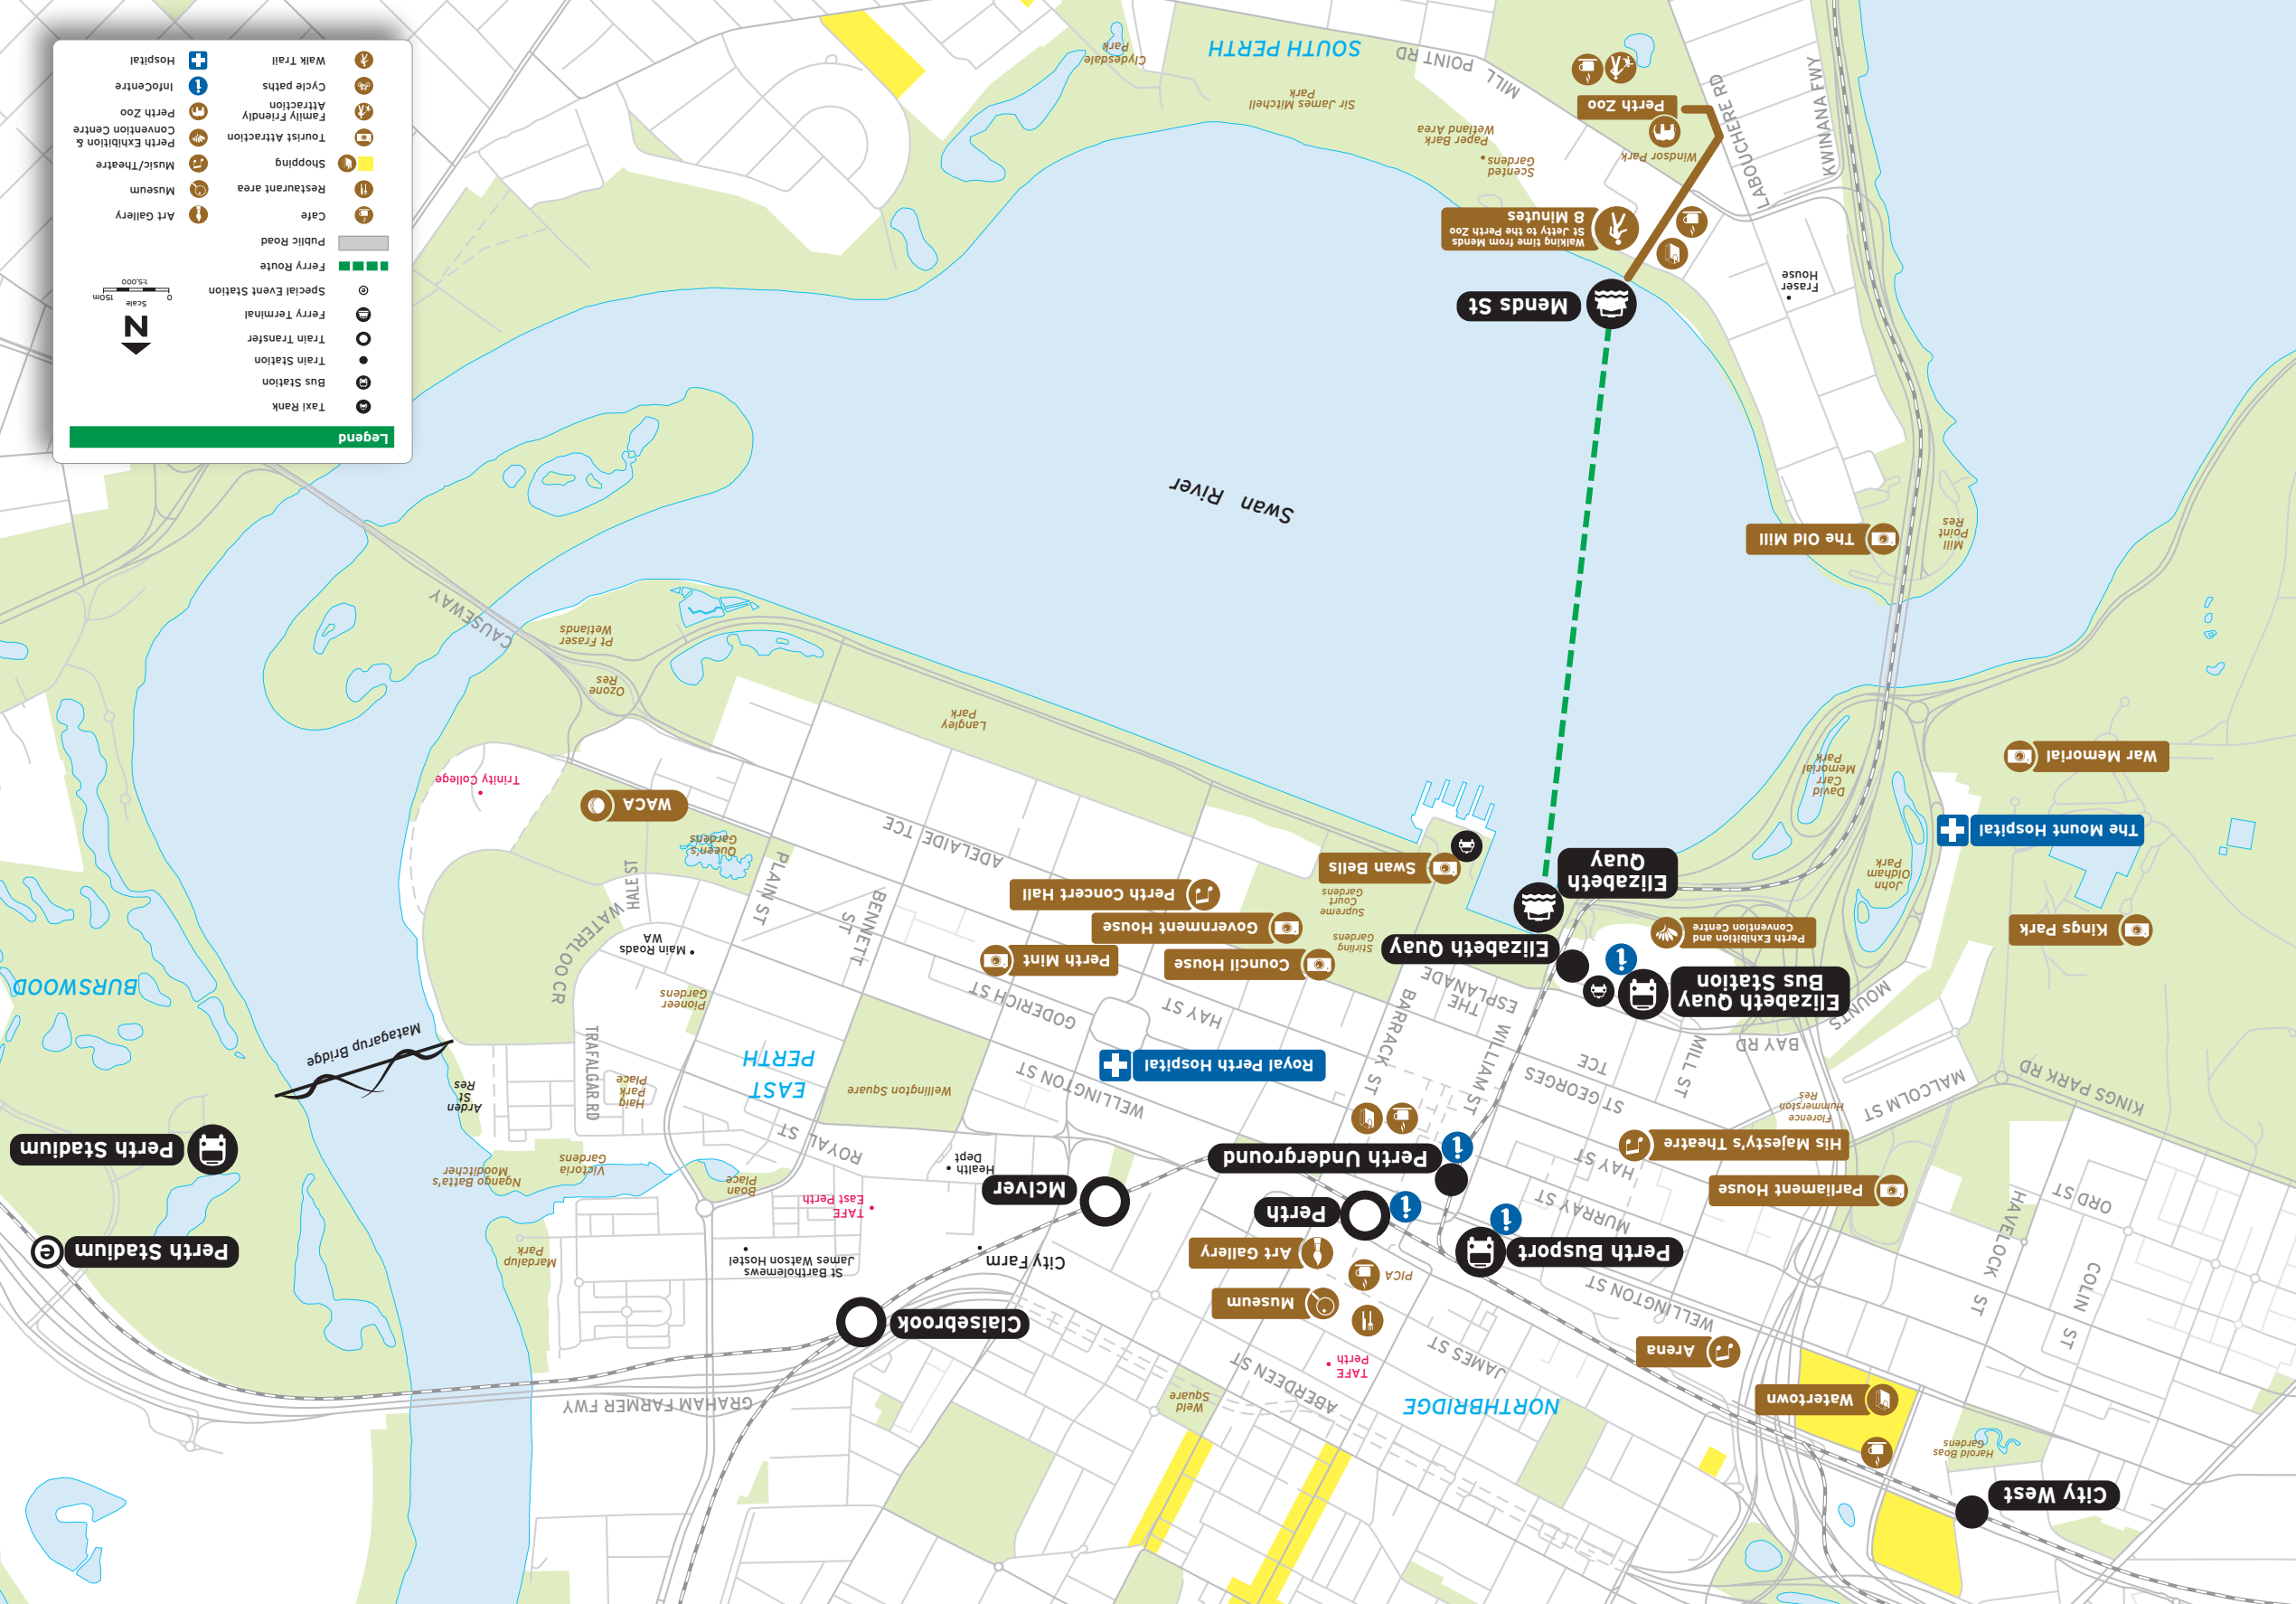 City West
Harold Boas
Gardens
Watertown
Arena
NORTHBRIDGE
TAFE
Perth
Weld
Square
ABERDEEN ST
JAMES ST
WELLINGTON ST
GRAHAM FARMER FWY
Claisebrook
Museum
Art Gallery
PICA
Perth Busport
Perth
Perth Underground
McIver
City Farm
St Bartholemews
James Watson Hostel
TAFE
East Perth
Health
Dept
Boan
Place
Mardalup
Park
Perth Stadium
Perth Stadium
Ngango Batta's
Mooditcher
Victoria
Gardens
ROYAL ST
COLIN ST
HAVELOCK ST
ORD ST
Parliament House
His Majesty's Theatre
MURRAY ST
HAY ST
KINGS PARK RD
MALCOLM ST
Florence
Hummerston
Res
ST GEORGES
TCE
MILL ST
WILLIAM ST
BARRACK ST
Royal Perth Hospital
WELLINGTON ST
Wellington Square
EAST
PERTH
Haig
Park
Place
TRAFALGAR RD
Arden
St
Res
Matagarup Bridge
BURSWOOD
MOUNTS
BAY RD
Elizabeth Quay
Bus Station
THE
ESPLANADE
HAY ST
GODERICH ST
Pioneer
Gardens
Main Roads
WA
WATERLOO CR
Kings Park
Perth Exhibition and
Convention Centre
Elizabeth Quay
Elizabeth
Quay
Council House
Perth Mint
Stirling
Gardens
Government House
Supreme
Court
Gardens
Perth Concert Hall
Swan Bells
BENNETT
ST
PLAIN ST
HALE ST
Queen's
Gardens
ADELAIDE TCE
WACA
Trinity College
John
Oldham
Park
The Mount Hospital
War Memorial
David
Carr
Memorial
Park
Langley
Park
Ozone
Res
Pt Fraser
Wetlands
CAUSEWAY
The Old Mill
Mill
Point
Res
Swan River
Mends St
Fraser
House
Walking time from Mends
St Jetty to the Perth Zoo
8 Minutes
Windsor Park
Perth Zoo
LABOUCHERE RD
KWINANA FWY
Scented
Gardens
Paper Bark
Wetland Area
MILL POINT RD
Sir James Mitchell
Park
SOUTH PERTH
Clydesdale
Park
Legend
Taxi Rank
Bus Station
Train Station
Train Transfer
Ferry Terminal
Special Event Station
Ferry Route
Public Road
N
Scale
0 150m
1:5,000
Cafe
Restaurant area
Shopping
Tourist Attraction
Family Friendly
Attraction
Cycle paths
Walk Trail
Art Gallery
Museum
Music/Theatre
Perth Exhibition &
Convention Centre
Perth Zoo
InfoCentre
Hospital